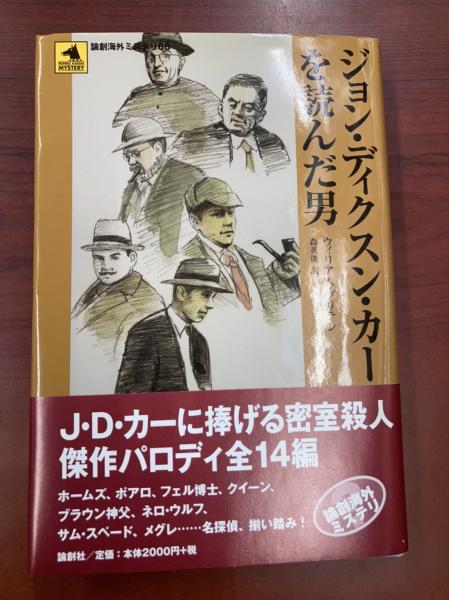 論創海外ミステリ68
MYSTERY
ジョン・ディクスン・カー
を読んだ男
ウィリアム・ブリテン
森英俊 訳
J・D・カーに捧げる密室殺人
傑作パロディ全14編
ホームズ、ポアロ、フェル博士、クイーン、
ブラウン神父、ネロ・ウルフ、
サム・スペード、メグレ……名探偵、揃い踏み!
論創社/定価:本体2000円+税
論創海外
ミステリ